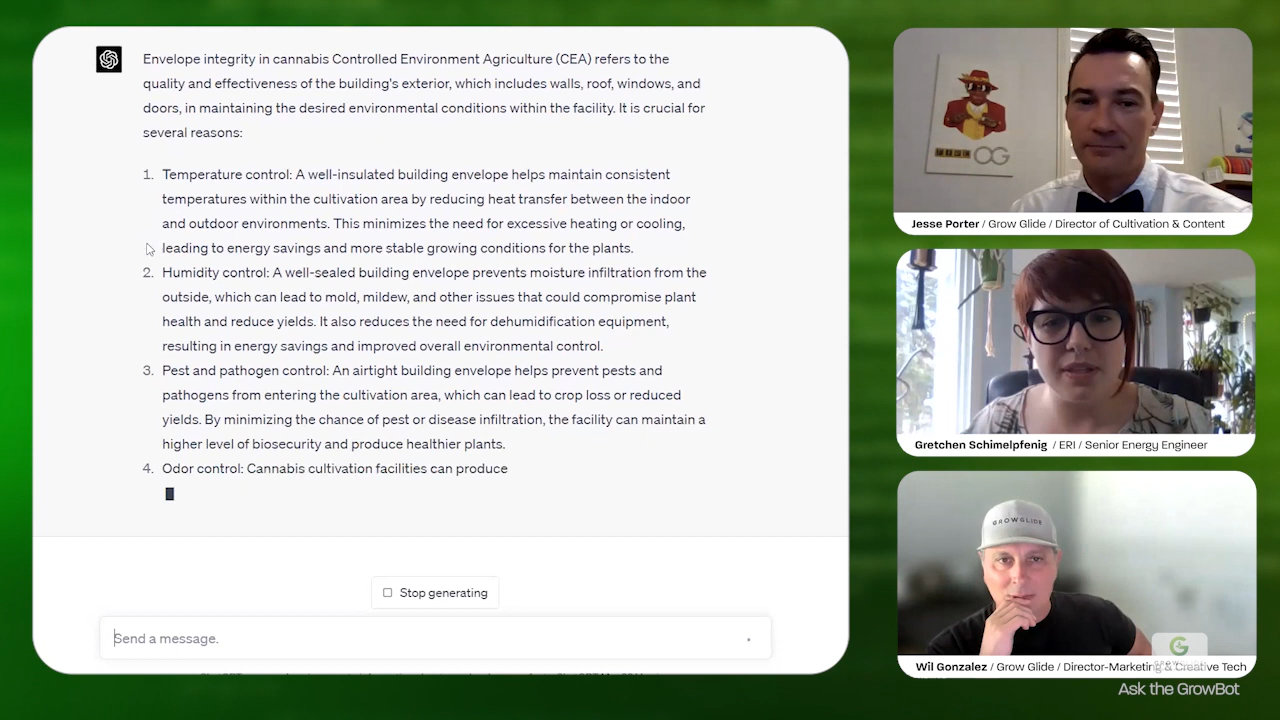 Envelope integrity in cannabis Controlled Environment Agriculture (CEA) refers to the
quality and effectiveness of the building's exterior, which includes walls, roof, windows, and
doors, in maintaining the desired environmental conditions within the facility. It is crucial for
several reasons:
1. Temperature control: A well-insulated building envelope helps maintain consistent
temperatures within the cultivation area by reducing heat transfer between the indoor
and outdoor environments. This minimizes the need for excessive heating or cooling,
leading to energy savings and more stable growing conditions for the plants.
2. Humidity control: A well-sealed building envelope prevents moisture infiltration from the
outside, which can lead to mold, mildew, and other issues that could compromise plant
health and reduce yields. It also reduces the need for dehumidification equipment,
resulting in energy savings and improved overall environmental control.
3. Pest and pathogen control: An airtight building envelope helps prevent pests and
pathogens from entering the cultivation area, which can lead to crop loss or reduced
yields. By minimizing the chance of pest or disease infiltration, the facility can maintain a
higher level of biosecurity and produce healthier plants.
4. Odor control: Cannabis cultivation facilities can produce
Stop generating
Send a message.
OG
Jesse Porter / Grow Glide / Director of Cultivation & Content
Gretchen Schimelpfenig / ERI / Senior Energy Engineer
GROWGLIDE
Wil Gonzalez / Grow Glide / Director-Marketing & Creative Tech
Ask the GrowBot